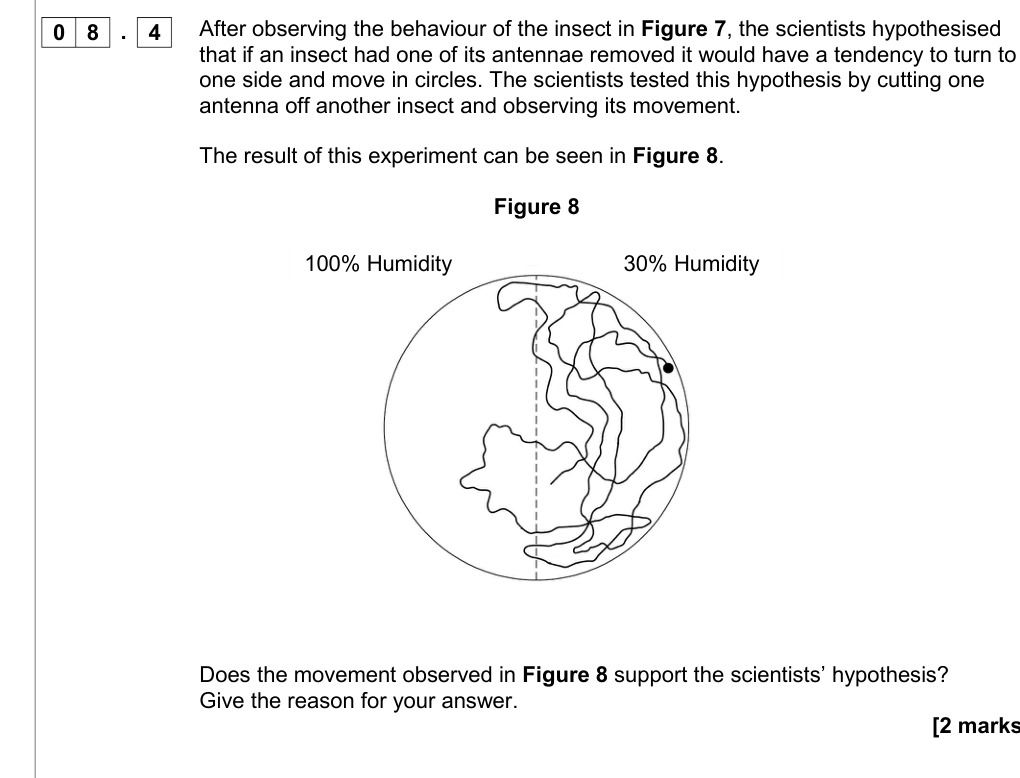 0 8 . 4 After observing the behaviour of the insect in Figure 7, the scientists hypothesised
that if an insect had one of its antennae removed it would have a tendency to turn to
one side and move in circles. The scientists tested this hypothesis by cutting one
antenna off another insect and observing its movement.
The result of this experiment can be seen in Figure 8.
Figure 8
100% Humidity 30% Humidity
Does the movement observed in Figure 8 support the scientists’ hypothesis?
Give the reason for your answer.
[2 marks